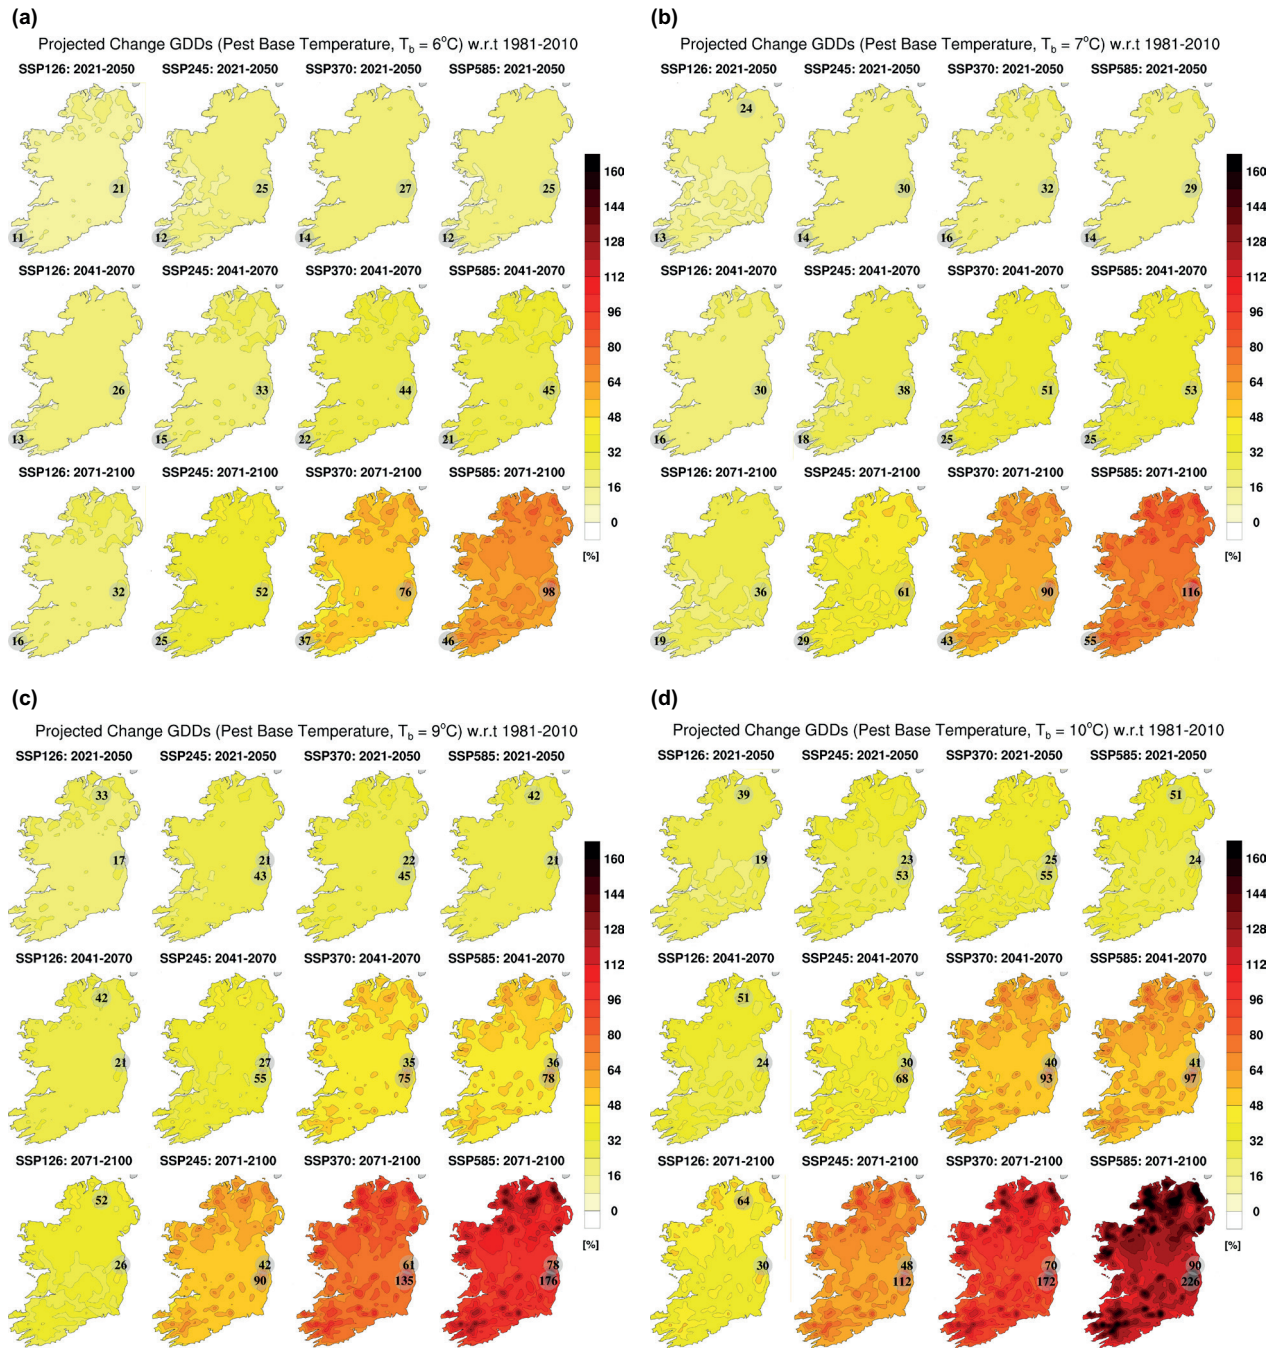 (a)
Projected Change GDDs (Pest Base Temperature, T_b = 6°C) w.r.t 1981-2010
SSP126: 2021-2050 SSP245: 2021-2050 SSP370: 2021-2050 SSP585: 2021-2050
21 25 27 25
11 12 14 12
SSP126: 2041-2070 SSP245: 2041-2070 SSP370: 2041-2070 SSP585: 2041-2070
26 33 44 45
13 15 22 21
SSP126: 2071-2100 SSP245: 2071-2100 SSP370: 2071-2100 SSP585: 2071-2100
32 52 76 98
16 25 37 46
160
144
128
112
96
80
64
48
32
16
0
[%]
(b)
Projected Change GDDs (Pest Base Temperature, T_b = 7°C) w.r.t 1981-2010
SSP126: 2021-2050 SSP245: 2021-2050 SSP370: 2021-2050 SSP585: 2021-2050
24
30 32 29
13 14 16 14
SSP126: 2041-2070 SSP245: 2041-2070 SSP370: 2041-2070 SSP585: 2041-2070
30 38 51 53
16 18 25 25
SSP126: 2071-2100 SSP245: 2071-2100 SSP370: 2071-2100 SSP585: 2071-2100
36 61 90 116
19 29 43 55
160
144
128
112
96
80
64
48
32
16
0
[%]
(c)
Projected Change GDDs (Pest Base Temperature, T_b = 9°C) w.r.t 1981-2010
SSP126: 2021-2050 SSP245: 2021-2050 SSP370: 2021-2050 SSP585: 2021-2050
33 42
17 21 22 21
43 45
SSP126: 2041-2070 SSP245: 2041-2070 SSP370: 2041-2070 SSP585: 2041-2070
42
21 27 35 36
55 75 78
SSP126: 2071-2100 SSP245: 2071-2100 SSP370: 2071-2100 SSP585: 2071-2100
52
26 42 61 78
90 135 176
160
144
128
112
96
80
64
48
32
16
0
[%]
(d)
Projected Change GDDs (Pest Base Temperature, T_b = 10°C) w.r.t 1981-2010
SSP126: 2021-2050 SSP245: 2021-2050 SSP370: 2021-2050 SSP585: 2021-2050
39 51
19 23 25 24
53 55
SSP126: 2041-2070 SSP245: 2041-2070 SSP370: 2041-2070 SSP585: 2041-2070
51
24 30 40 41
68 93 97
SSP126: 2071-2100 SSP245: 2071-2100 SSP370: 2071-2100 SSP585: 2071-2100
64
30 48 70 90
112 172 226
160
144
128
112
96
80
64
48
32
16
0
[%]